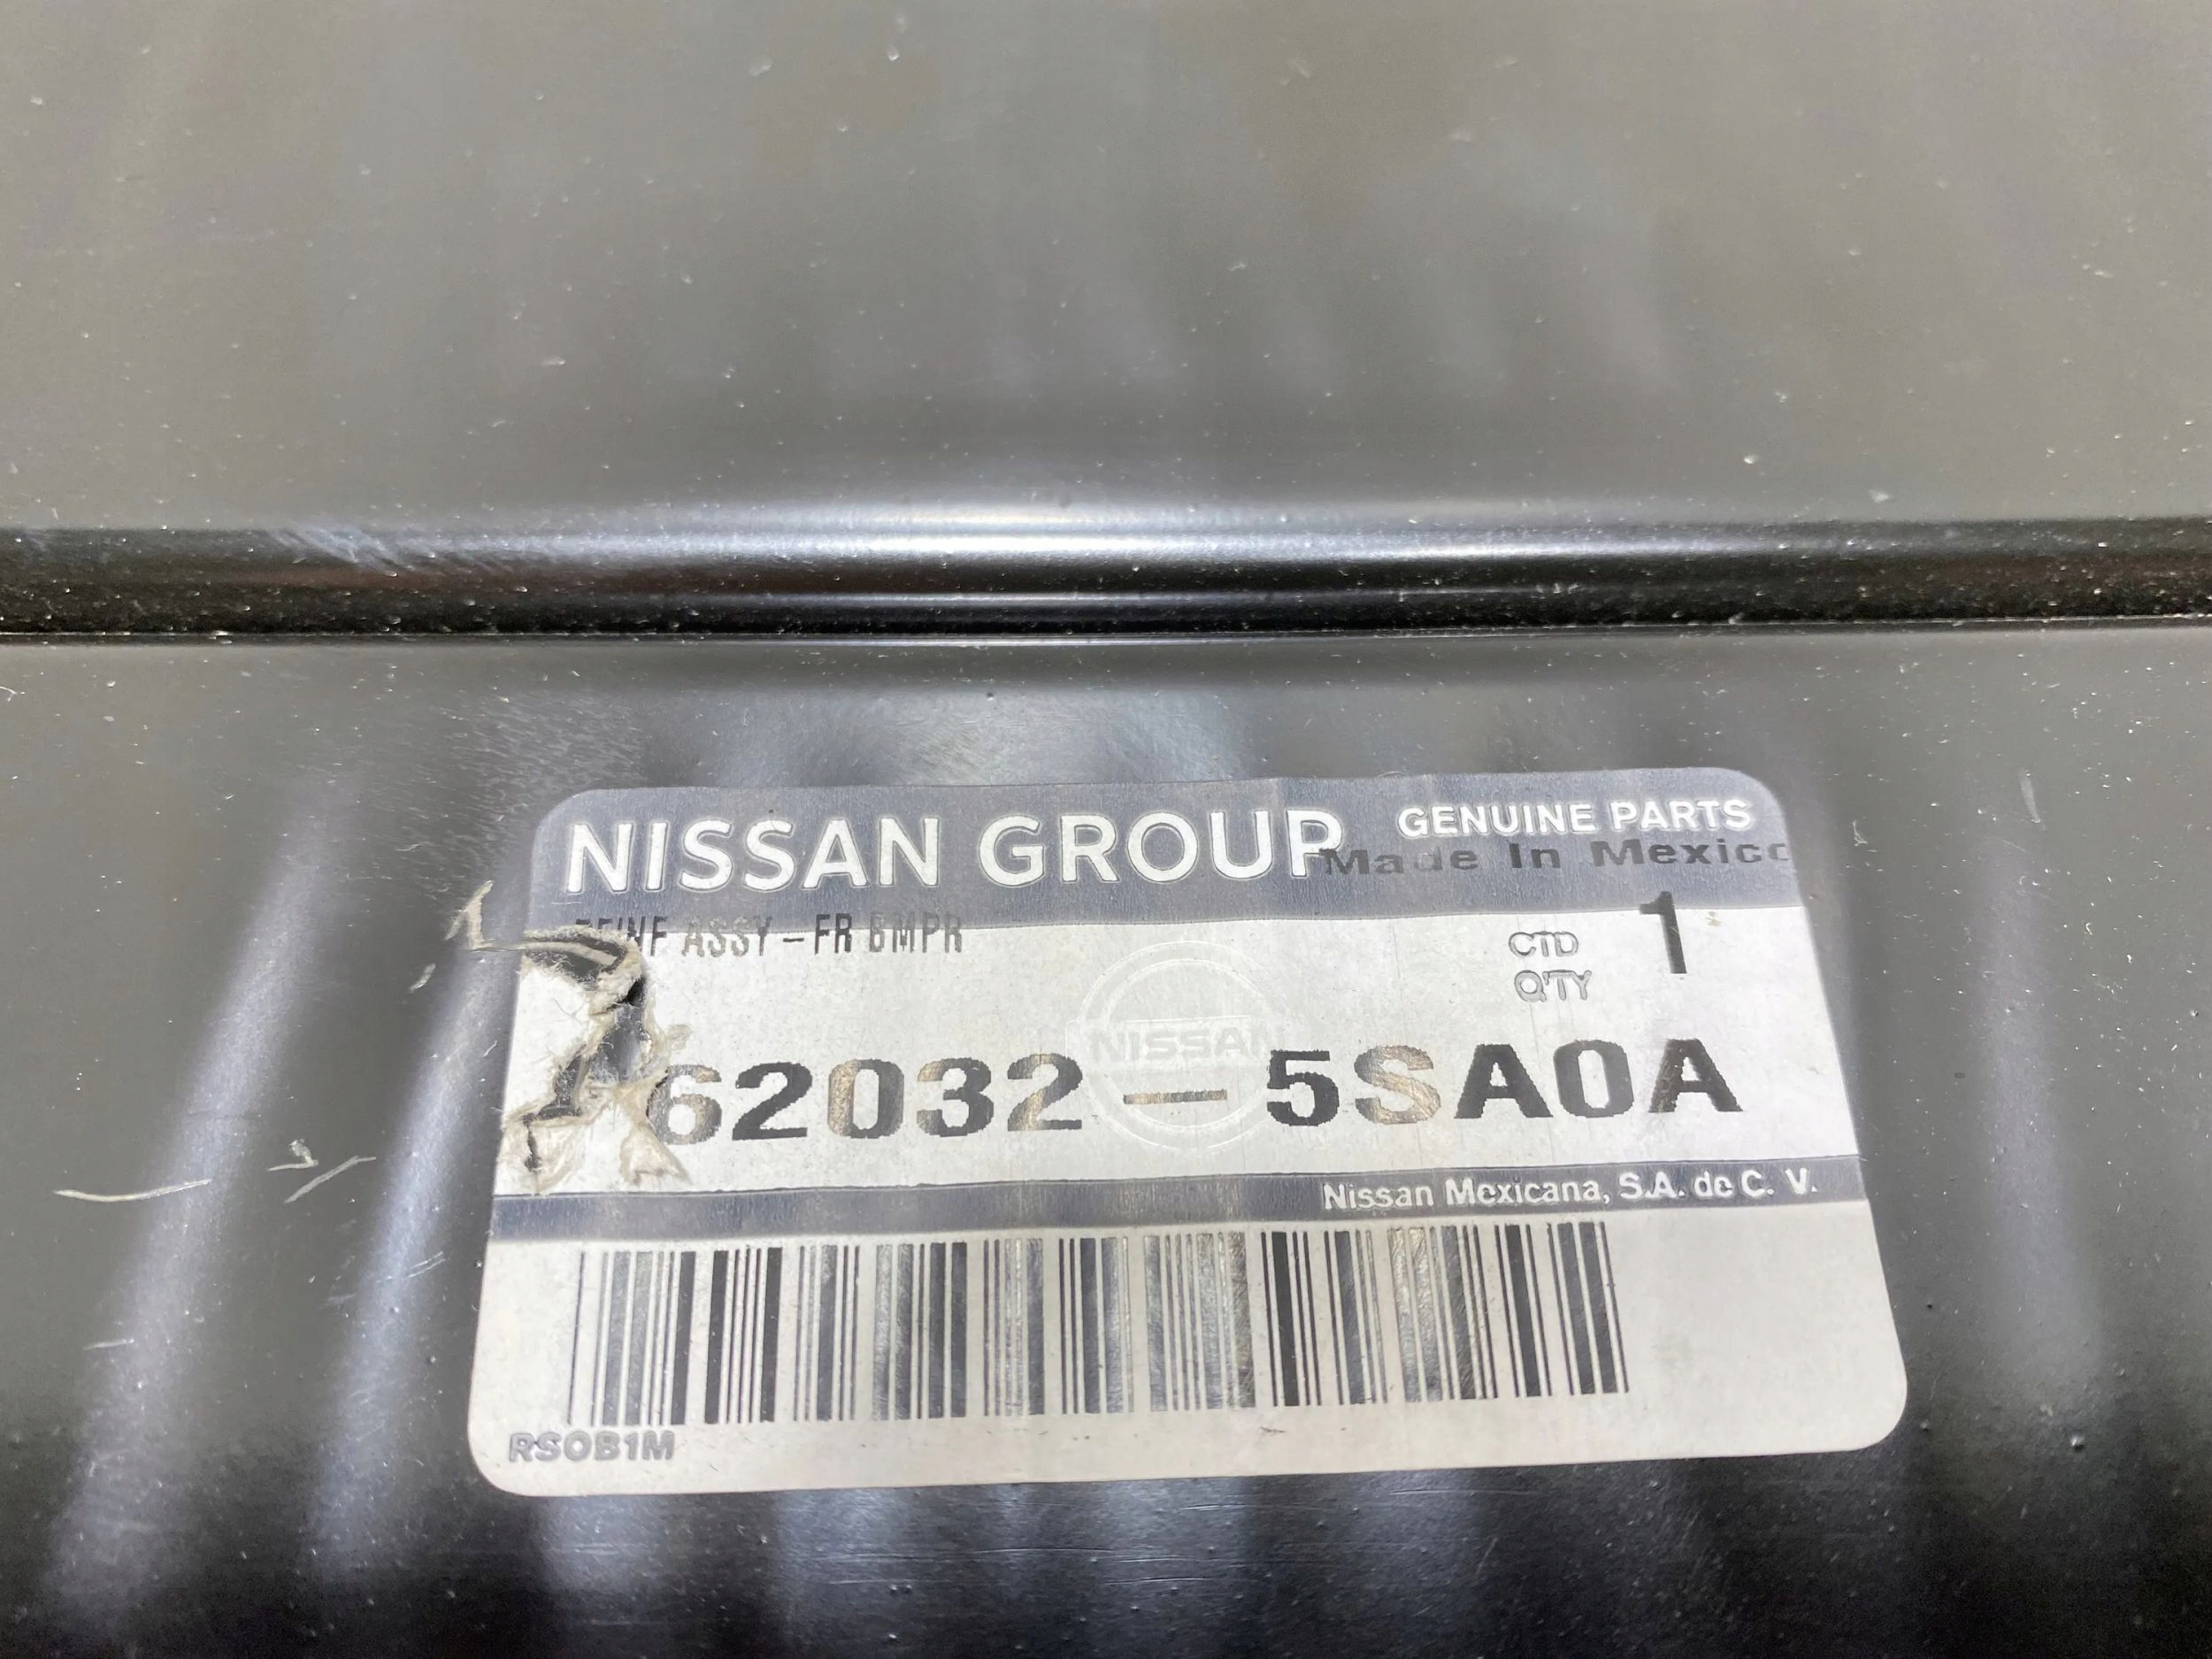 NISSAN GROUP GENUINE PARTS
Made In Mexico
ASSY-FR BMPR
CTD 1
Q'TY
NISSAN
62032-5SA0A
Nissan Mexicana, S.A. de C. V.
RSOB1M